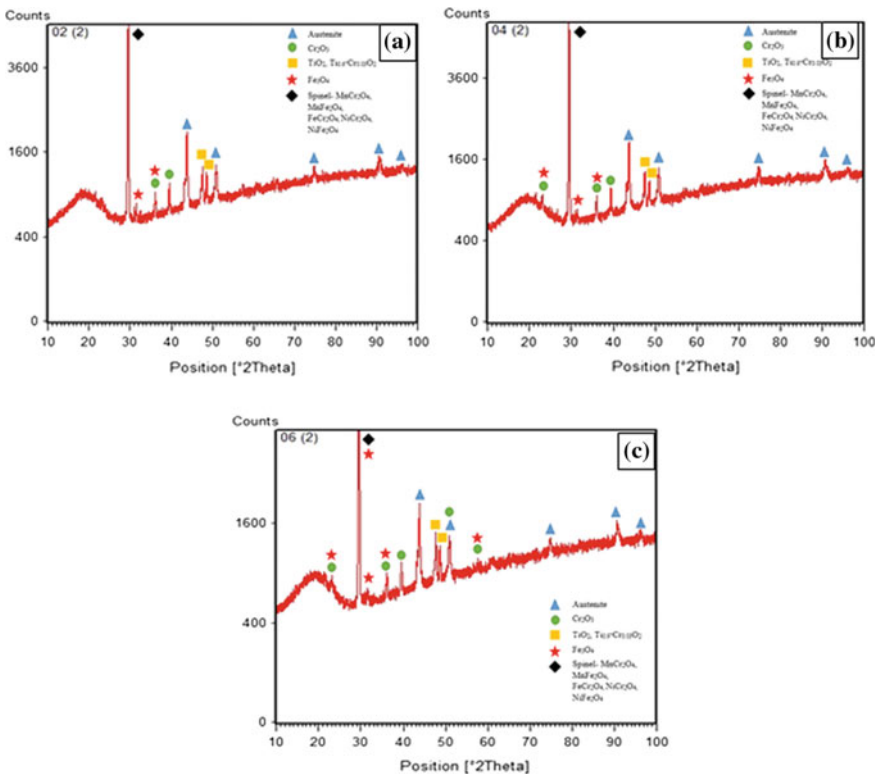 Counts
02 (2)
(a)
3600
1600
400
0
10 20 30 40 50 60 70 80 90 100
Position [°2Theta]
Austenite
Cr₂O₃
Fe₃O₄
Spinel- MnCr₂O₄,
MnFe₂O₄,
FeCr₂O₄, NiCr₂O₄,
NiFe₂O₄
Counts
04 (2)
(b)
3600
1600
400
0
10 20 30 40 50 60 70 80 90 100
Position [°2Theta]
Austenite
Cr₂O₃
Fe₃O₄
Spinel- MnCr₂O₄,
MnFe₂O₄,
FeCr₂O₄, NiCr₂O₄,
NiFe₂O₄
Counts
06 (2)
(c)
1600
400
0
10 20 30 40 50 60 70 80 90 100
Position [°2Theta]
Austenite
Cr₂O₃
Fe₃O₄
Spinel- MnCr₂O₄,
MnFe₂O₄,
FeCr₂O₄, NiCr₂O₄,
NiFe₂O₄